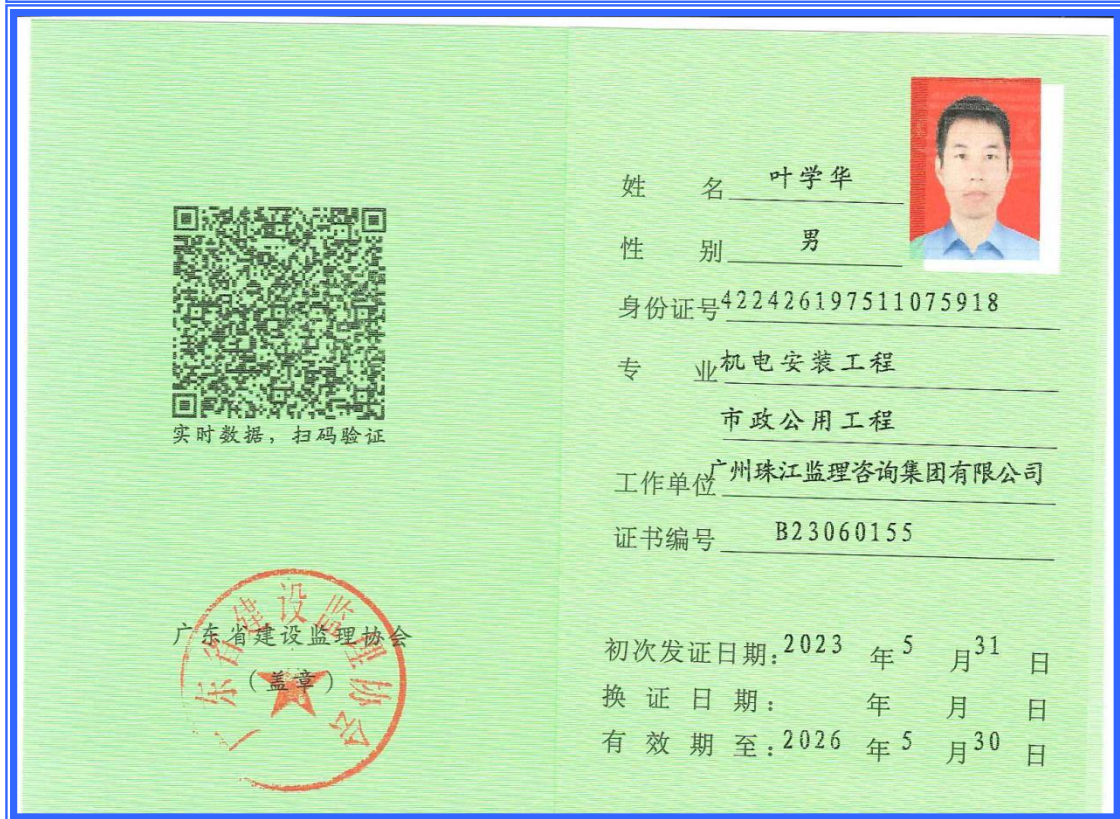 实时数据，扫码验证
广东省建设监理协会
（盖章）
广东省建设监理协会
姓 名 叶学华
性 别 男
身份证号 422426197511075918
专 业 机电安装工程
市政公用工程
工作单位 广州珠江监理咨询集团有限公司
证书编号 B23060155
初次发证日期：2023 年 5 月 31 日
换 证 日 期： 年 月 日
有 效 期 至：2026 年 5 月 30 日